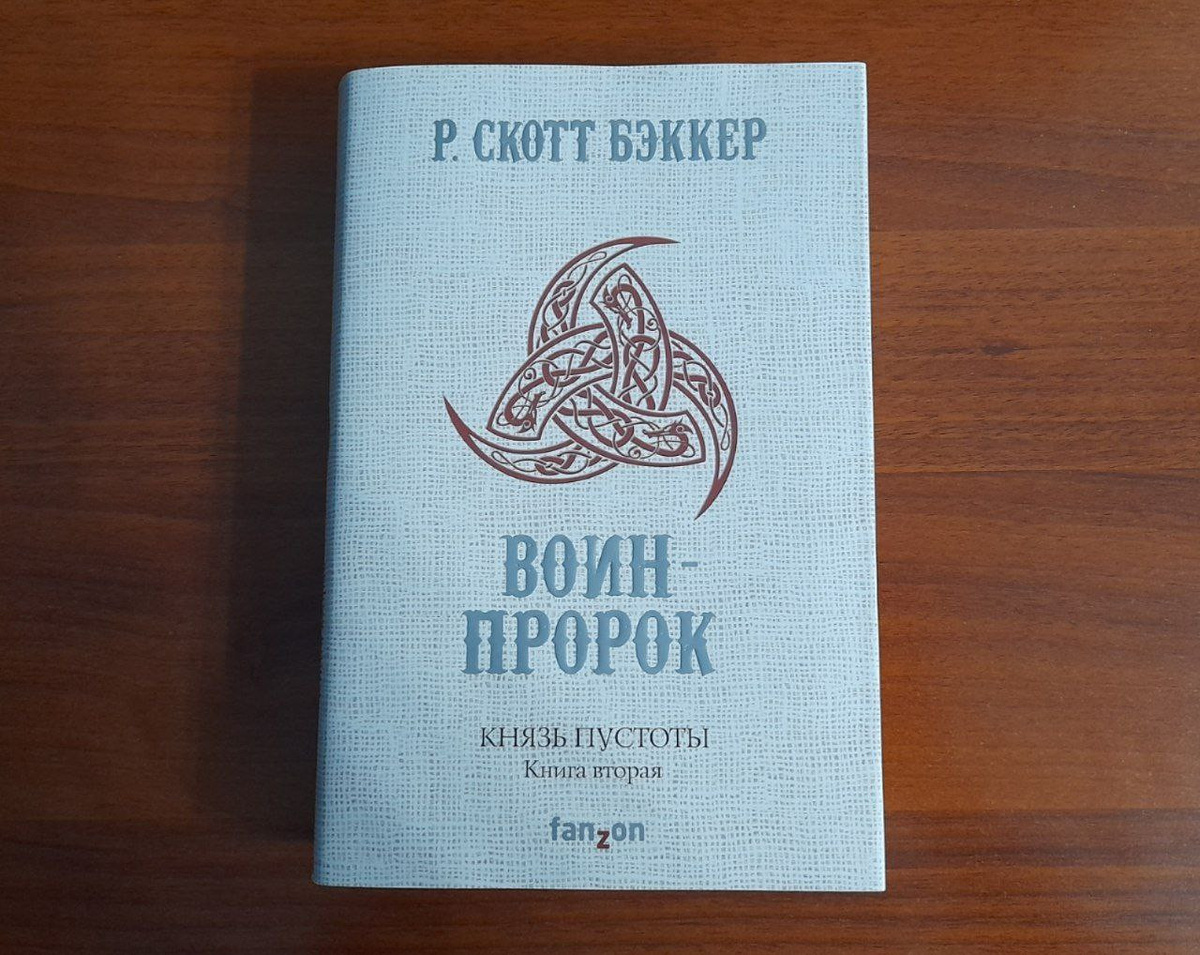 Р. СКОТТ БЭККЕР
ВОИН-
ПРОРОК
КНЯЗЬ ПУСТОТЫ
Книга вторая
fanzon